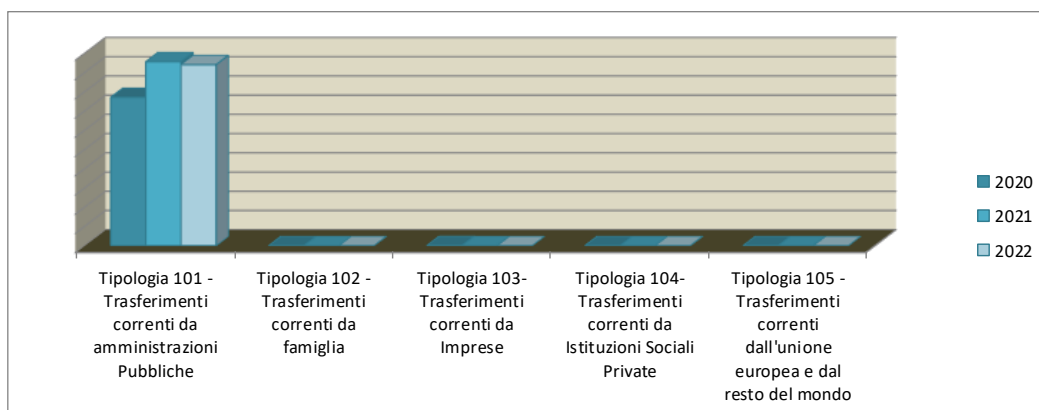 2020
2021
2022
Tipologia 101 -
Trasferimenti
correnti da
amministrazioni
Pubbliche
Tipologia 102 -
Trasferimenti
correnti da
famiglia
Tipologia 103-
Trasferimenti
correnti da
Imprese
Tipologia 104-
Trasferimenti
correnti da
Istituzioni Sociali
Private
Tipologia 105 -
Trasferimenti
correnti
dall'unione
europea e dal
resto del mondo